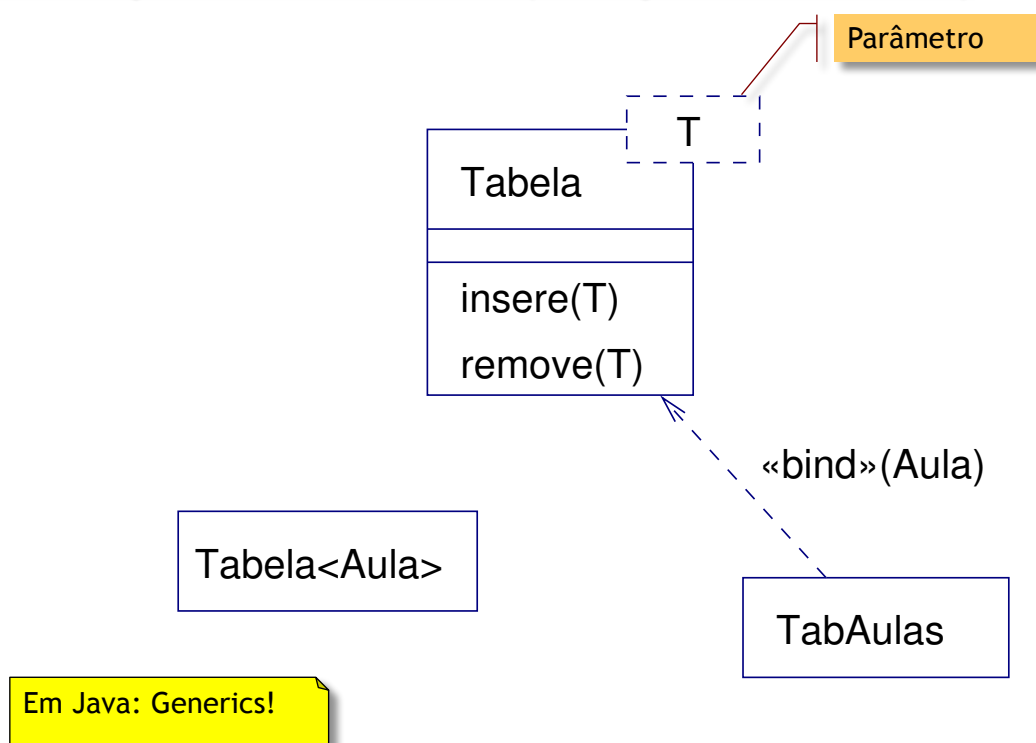 Parâmetro
T
Tabela
insere(T)
remove(T)
«bind»(Aula)
Tabela<Aula>
TabAulas
Em Java: Generics!